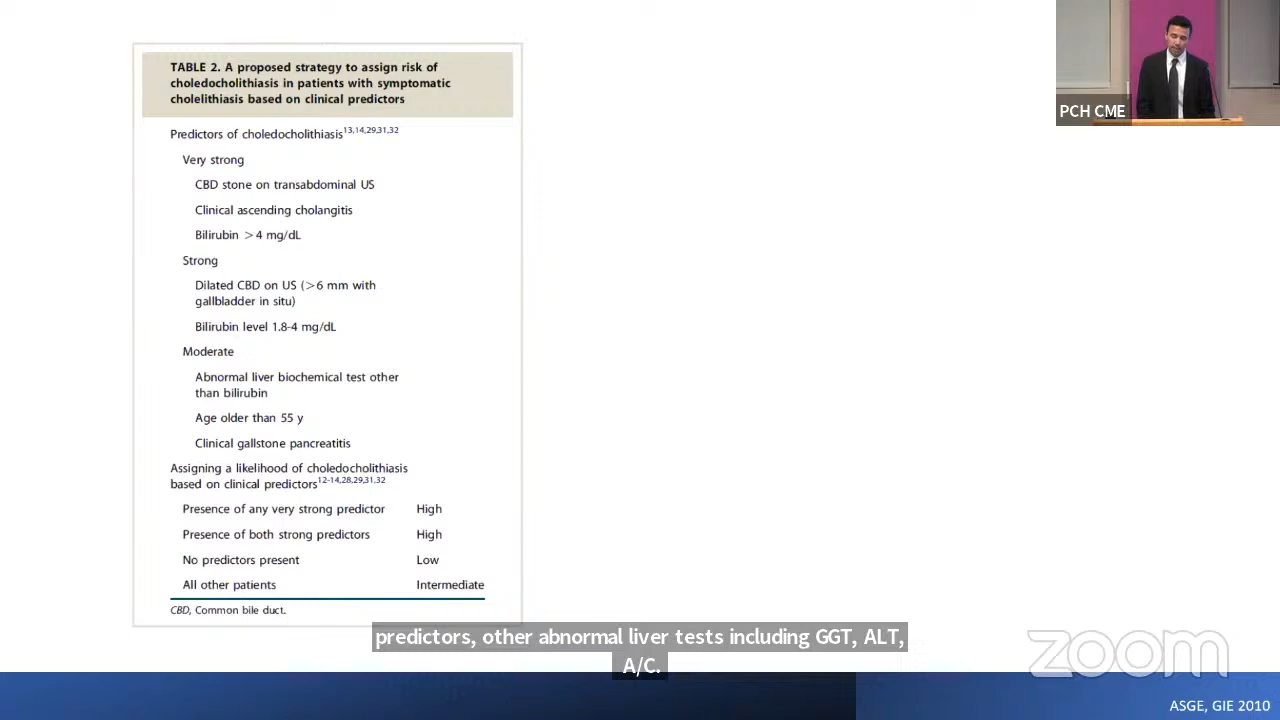 TABLE 2. A proposed strategy to assign risk of
choledocholithiasis in patients with symptomatic
cholelithiasis based on clinical predictors
Predictors of choledocholithiasis13,14,29,31,32
Very strong
CBD stone on transabdominal US
Clinical ascending cholangitis
Bilirubin >4 mg/dL
Strong
Dilated CBD on US (>6 mm with
gallbladder in situ)
Bilirubin level 1.8-4 mg/dL
Moderate
Abnormal liver biochemical test other
than bilirubin
Age older than 55 y
Clinical gallstone pancreatitis
Assigning a likelihood of choledocholithiasis
based on clinical predictors12-14,28,29,31,32
Presence of any very strong predictor High
Presence of both strong predictors High
No predictors present Low
All other patients Intermediate
CBD, Common bile duct.
PCH CME
predictors, other abnormal liver tests including GGT, ALT,
A/C.
zoom
ASGE, GIE 2010